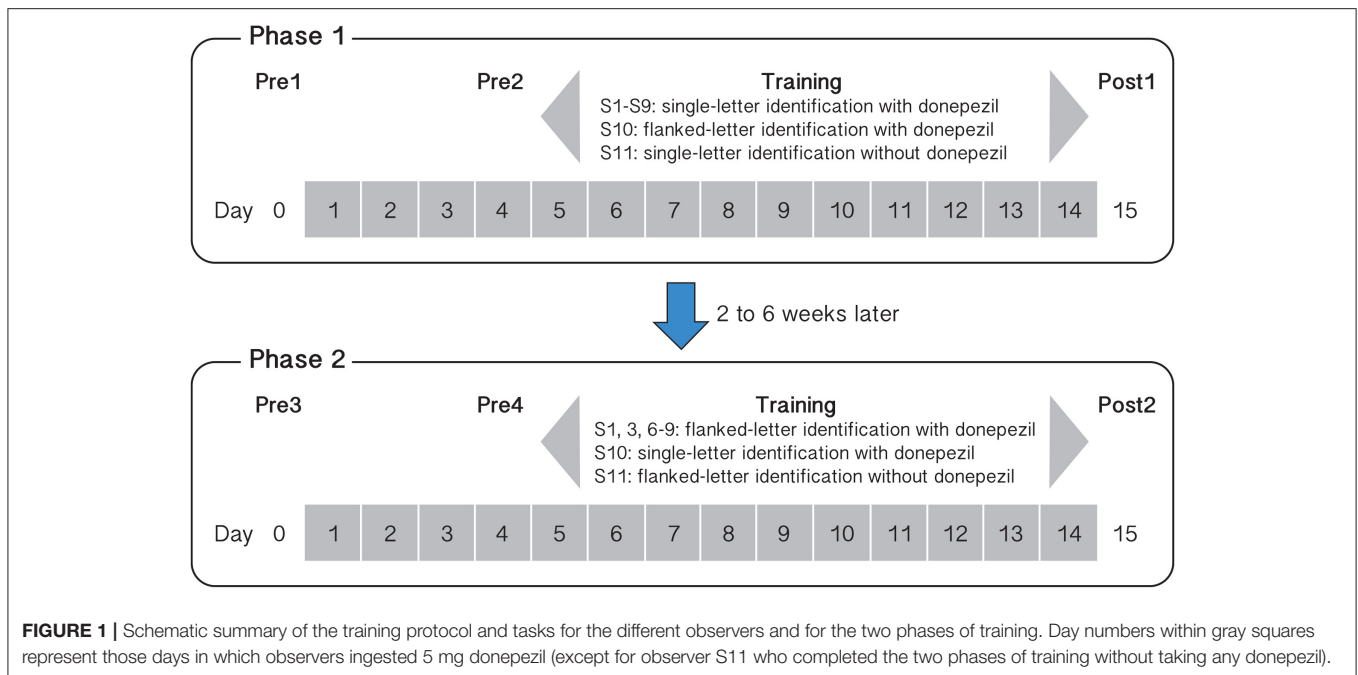 Phase 1
Pre1 Pre2 Training Post1
S1-S9: single-letter identification with donepezil
S10: flanked-letter identification with donepezil
S11: single-letter identification without donepezil
Day 0 1 2 3 4 5 6 7 8 9 10 11 12 13 14 15
2 to 6 weeks later
Phase 2
Pre3 Pre4 Training Post2
S1, 3, 6-9: flanked-letter identification with donepezil
S10: single-letter identification with donepezil
S11: flanked-letter identification without donepezil
Day 0 1 2 3 4 5 6 7 8 9 10 11 12 13 14 15
FIGURE 1 | Schematic summary of the training protocol and tasks for the different observers and for the two phases of training. Day numbers within gray squares
represent those days in which observers ingested 5 mg donepezil (except for observer S11 who completed the two phases of training without taking any donepezil).